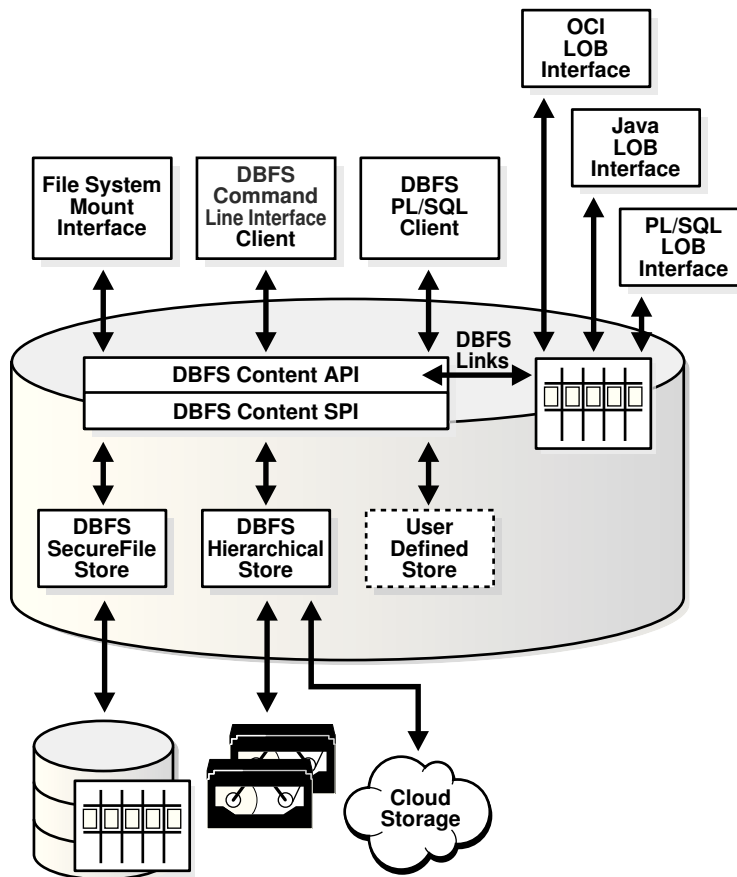 OCI
LOB
Interface
Java
LOB
Interface
PL/SQL
LOB
Interface
File System
Mount
Interface
DBFS
Command
Line Interface
Client
DBFS
PL/SQL
Client
DBFS
Links
DBFS Content API
DBFS Content SPI
DBFS
SecureFile
Store
DBFS
Hierarchical
Store
User
Defined
Store
Cloud
Storage